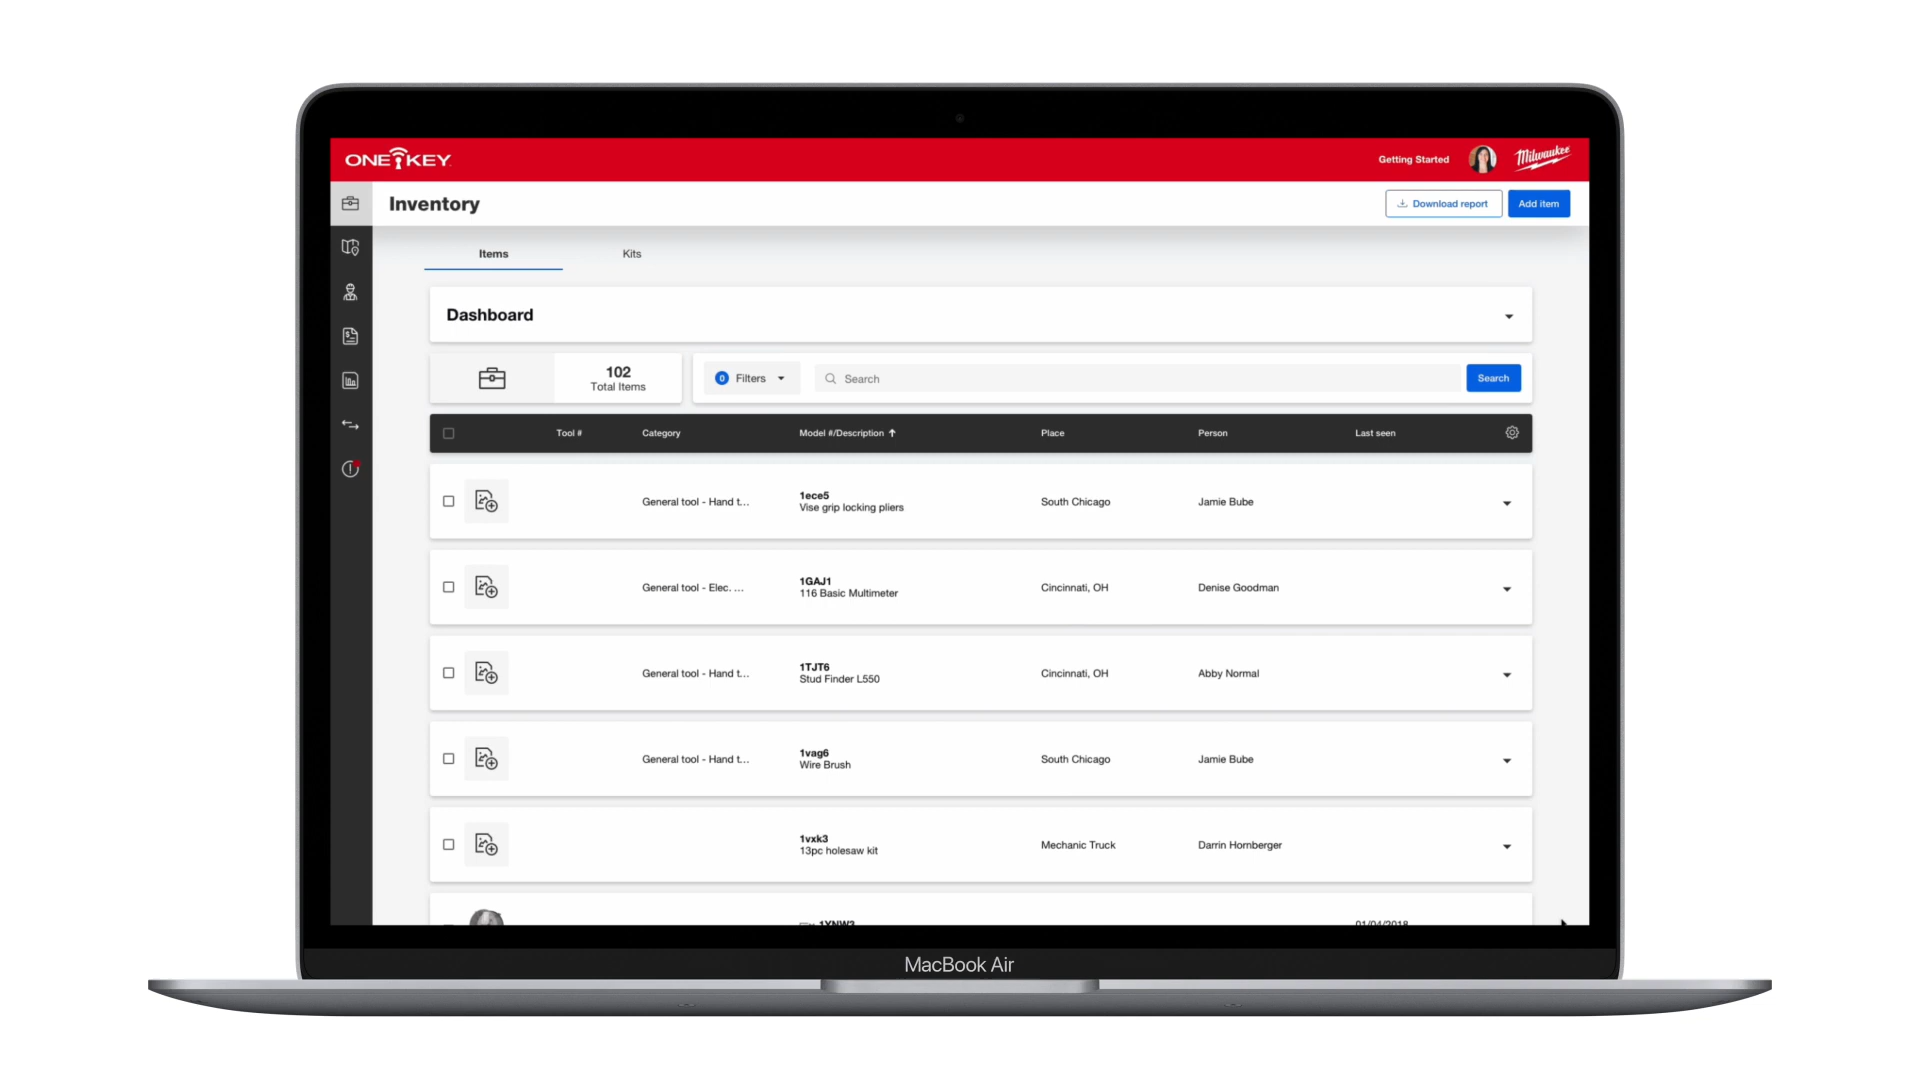 ONE KEY
Getting Started
Milwaukee
Inventory
Download report
Add item
Items
Kits
Dashboard
102
Total Items
0
Filters
Search
Search
Tool #
Category
Model #/Description
Place
Person
Last seen
General tool - Hand t...
1ece5
Vise grip locking pliers
South Chicago
Jamie Bube
General tool - Elec. ...
1GAJ1
116 Basic Multimeter
Cincinnati, OH
Denise Goodman
General tool - Hand t...
1TJT6
Stud Finder L550
Cincinnati, OH
Abby Normal
General tool - Hand t...
1vag6
Wire Brush
South Chicago
Jamie Bube
1vxk3
13pc holesaw kit
Mechanic Truck
Darrin Hornberger
1YNW3
01/04/2018
MacBook Air